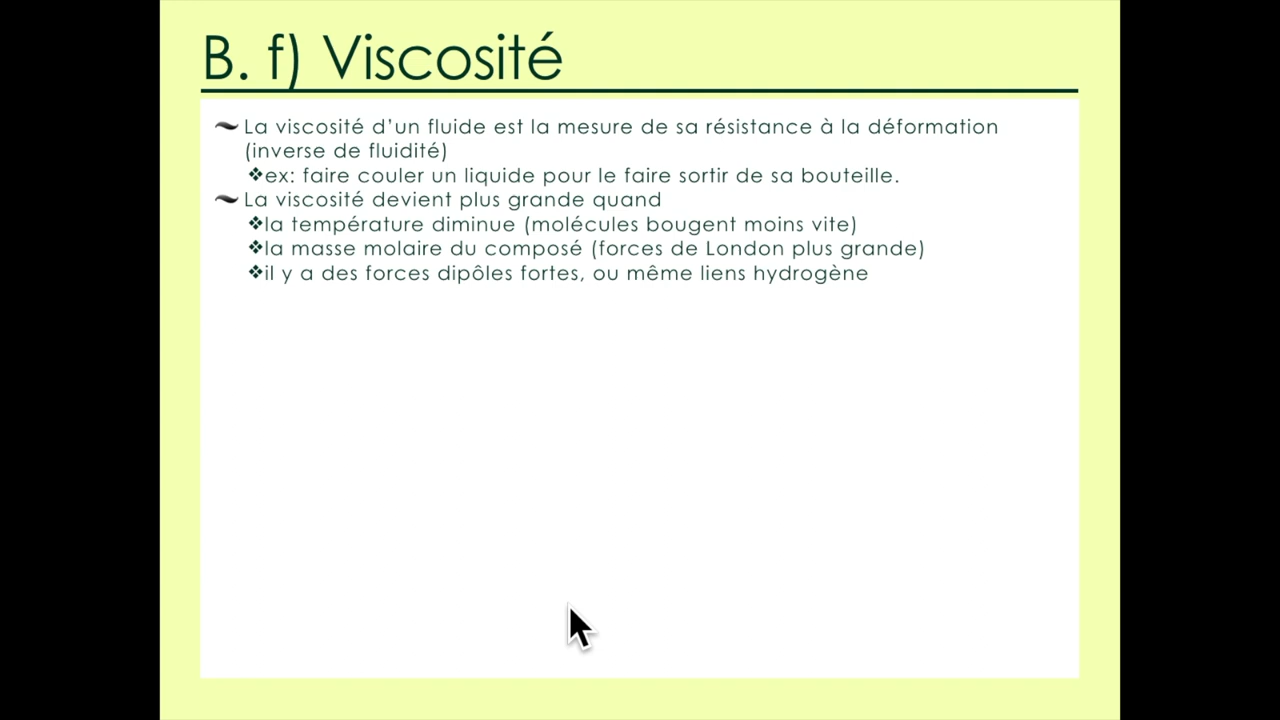 B. f) Viscosité
La viscosité d’un fluide est la mesure de sa résistance à la déformation
(inverse de fluidité)
❖ex: faire couler un liquide pour le faire sortir de sa bouteille.
La viscosité devient plus grande quand
❖la température diminue (molécules bougent moins vite)
❖la masse molaire du composé (forces de London plus grande)
❖il y a des forces dipôles fortes, ou même liens hydrogène